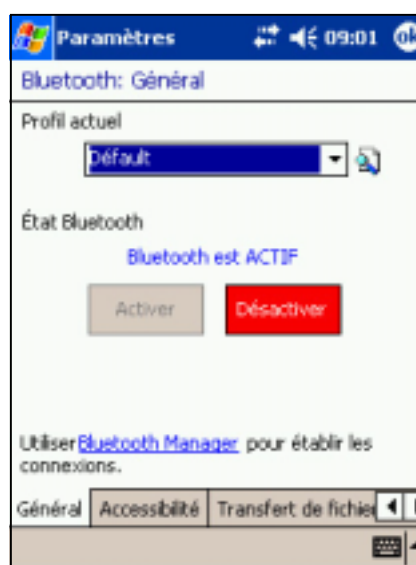 Paramètres 09:01 ok
Bluetooth: Général
Profil actuel
Défault
État Bluetooth
Bluetooth est ACTIF
Activer Désactiver
Utiliser Bluetooth Manager pour établir les
connexions.
Général Accessibilité Transfert de fichie